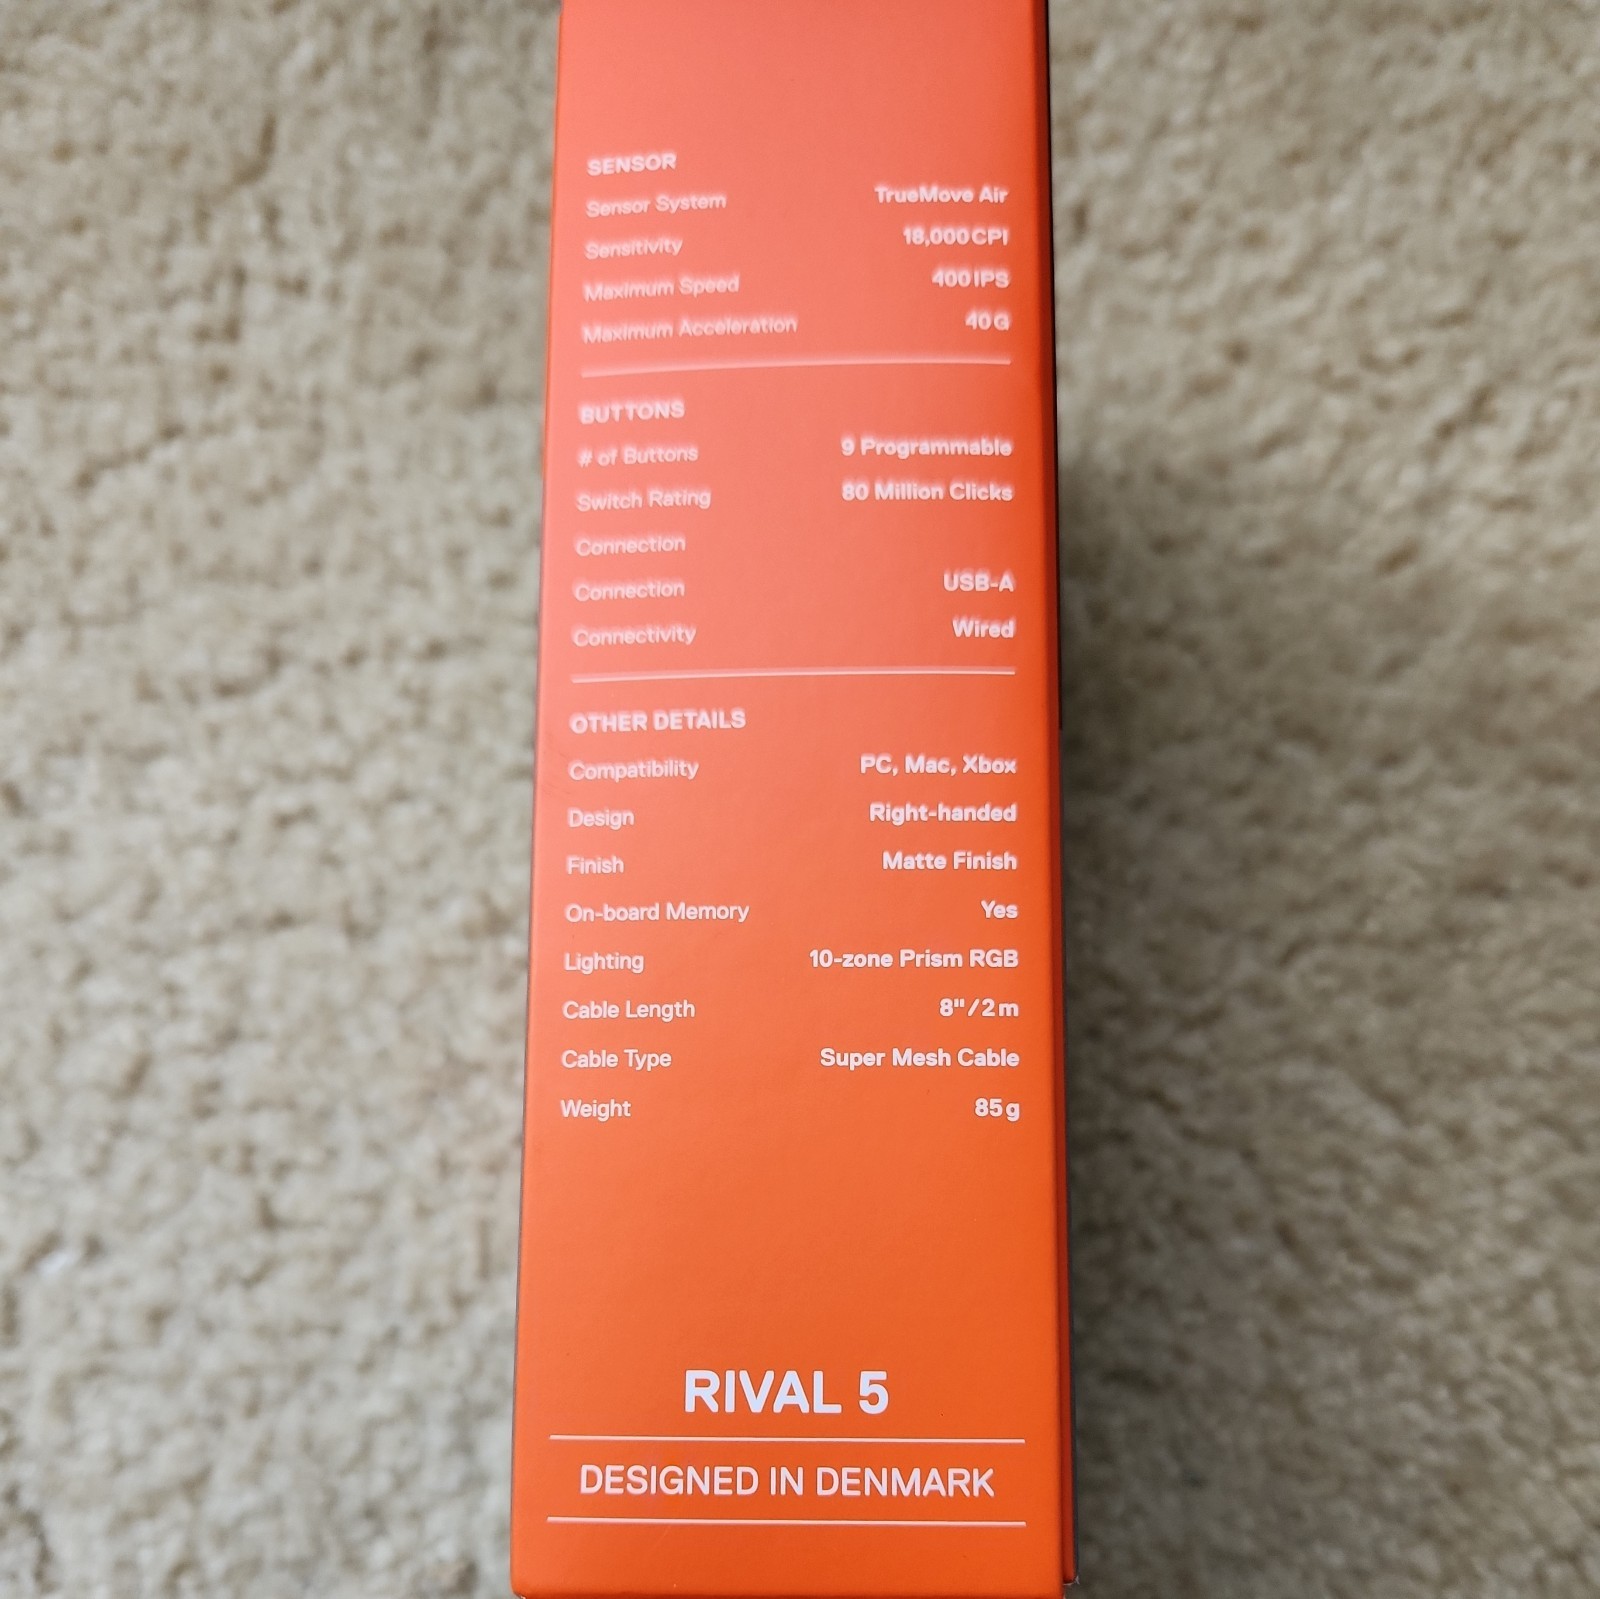 SENSOR
Sensor System TrueMove Air
Sensitivity 18,000 CPI
Maximum Speed 400 IPS
Maximum Acceleration 40 G
BUTTONS
# of Buttons 9 Programmable
Switch Rating 80 Million Clicks
Connection
Connection USB-A
Connectivity Wired
OTHER DETAILS
Compatibility PC, Mac, Xbox
Design Right-handed
Finish Matte Finish
On-board Memory Yes
Lighting 10-zone Prism RGB
Cable Length 8"/2 m
Cable Type Super Mesh Cable
Weight 85 g
RIVAL 5
DESIGNED IN DENMARK